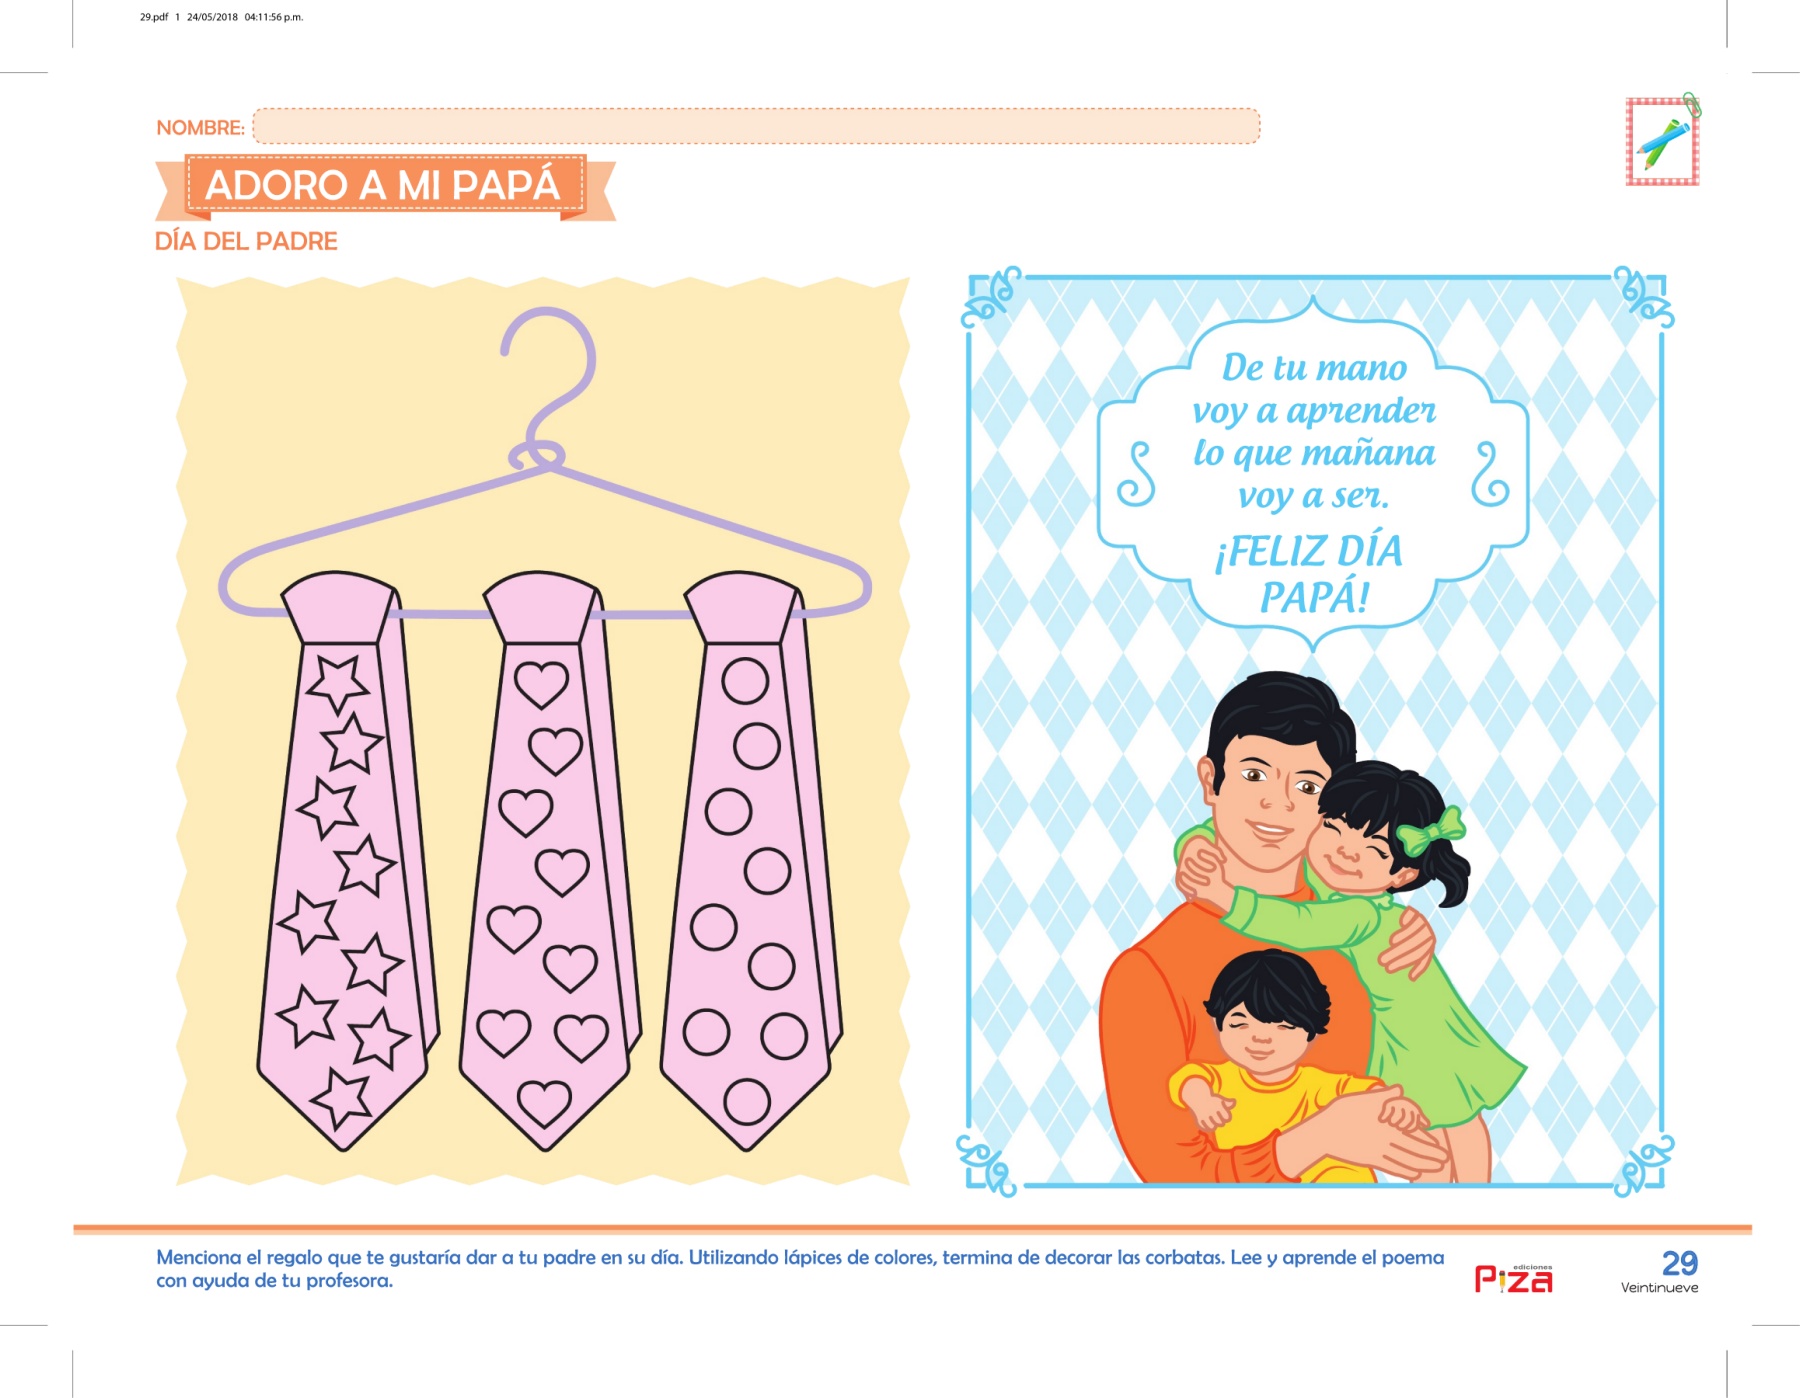 29.pdf 1 24/05/2018 04:11:56 p.m.
NOMBRE:
ADORO A MI PAPÁ
DÍA DEL PADRE
De tu mano
voy a aprender
lo que mañana
voy a ser.
¡FELIZ DÍA
PAPÁ!
Menciona el regalo que te gustaría dar a tu padre en su día. Utilizando lápices de colores, termina de decorar las corbatas. Lee y aprende el poema
con ayuda de tu profesora.
ediciones
Piza
29
Veintinueve